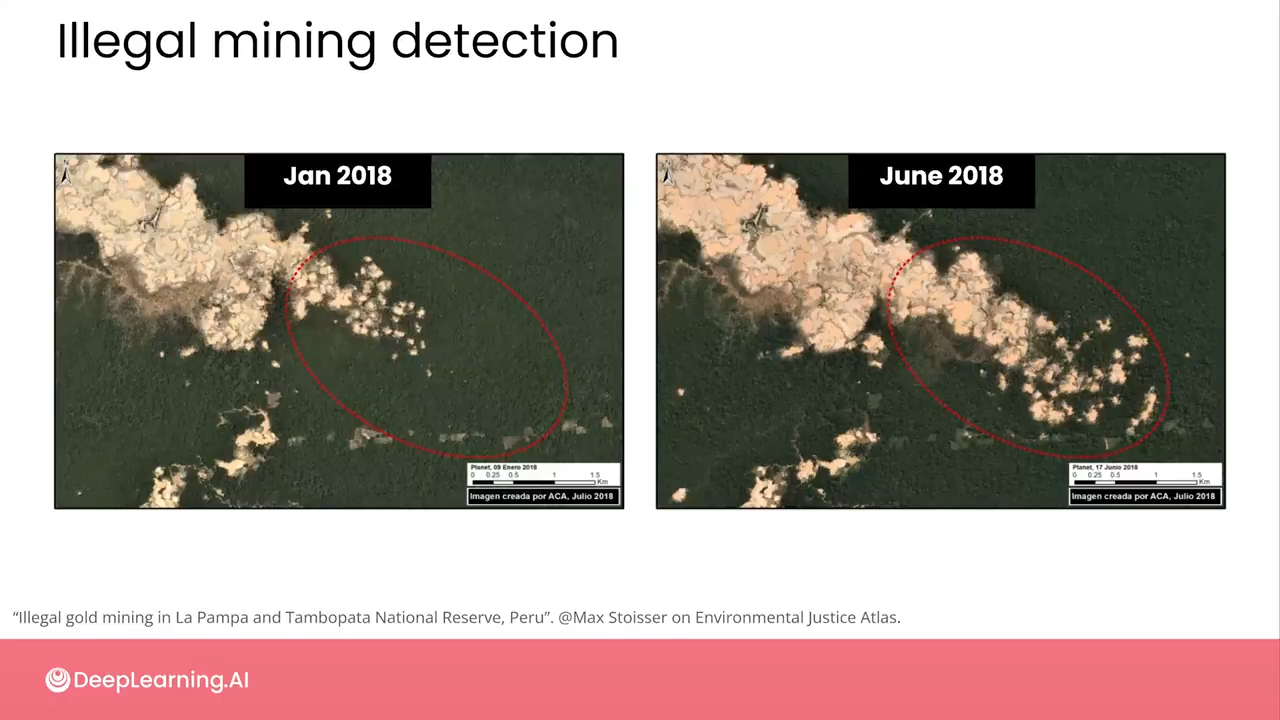 Illegal mining detection
N
Jan 2018
Planet, 09 Enero 2018
0 0.25 0.5 1 1.5
Km
Imagen creada por ACA, Julio 2018
N
June 2018
Planet, 17 Junio 2018
0 0.25 0.5 1 1.5
Km
Imagen creada por ACA, Julio 2018
“Illegal gold mining in La Pampa and Tambopata National Reserve, Peru”. @Max Stoisser on Environmental Justice Atlas.
DeepLearning.AI